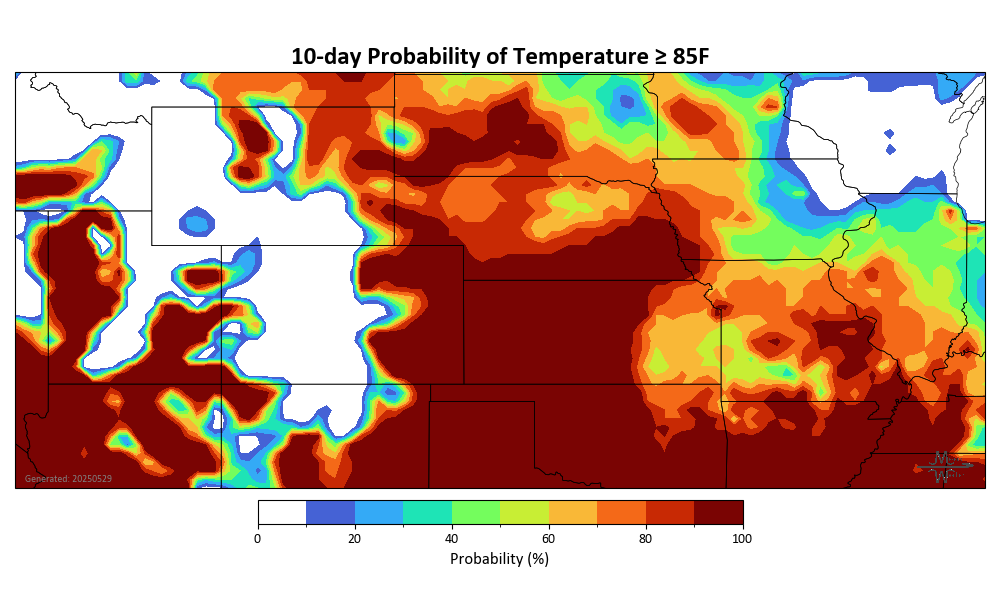 10-day Probability of Temperature ≥ 85F
Generated: 20250529
0 20 40 60 80 100
Probability (%)